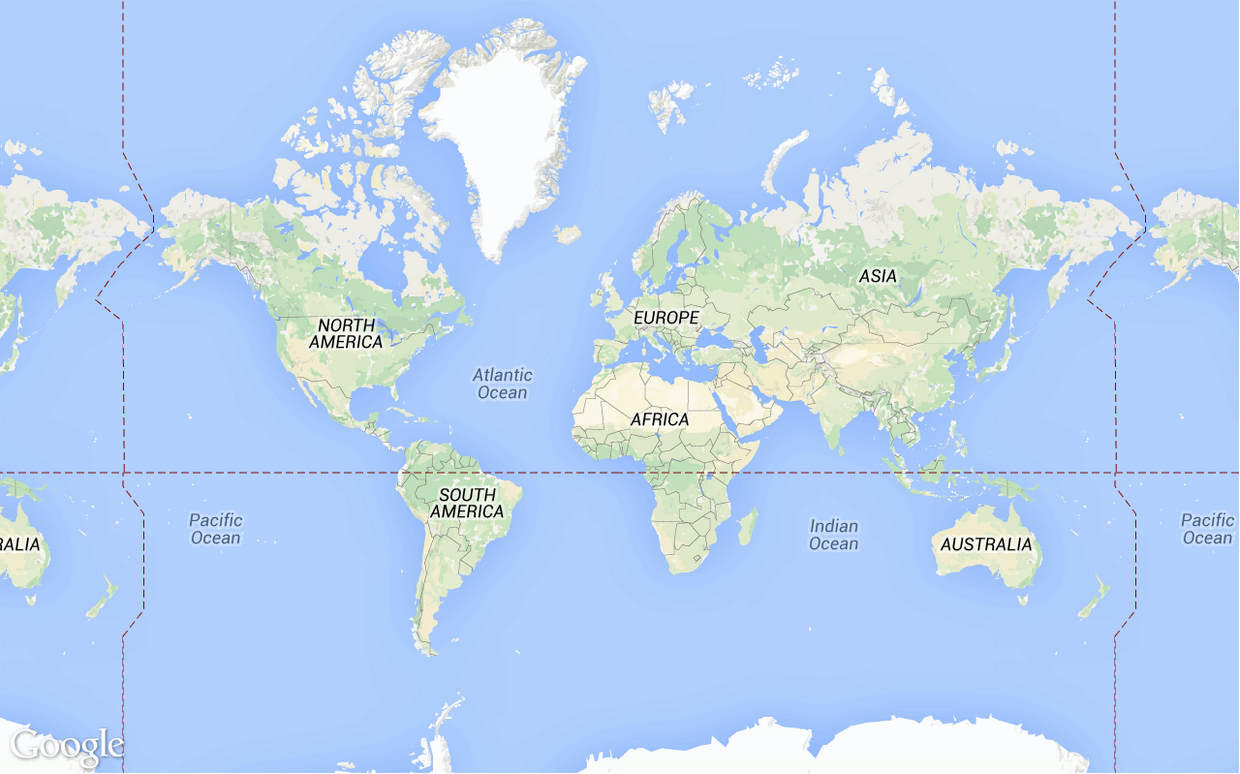 ASIA
EUROPE
NORTH
AMERICA
Atlantic
Ocean
AFRICA
SOUTH
AMERICA
Pacific
Ocean
Indian
Ocean
Pacific
Ocean
RALIA
AUSTRALIA
Google